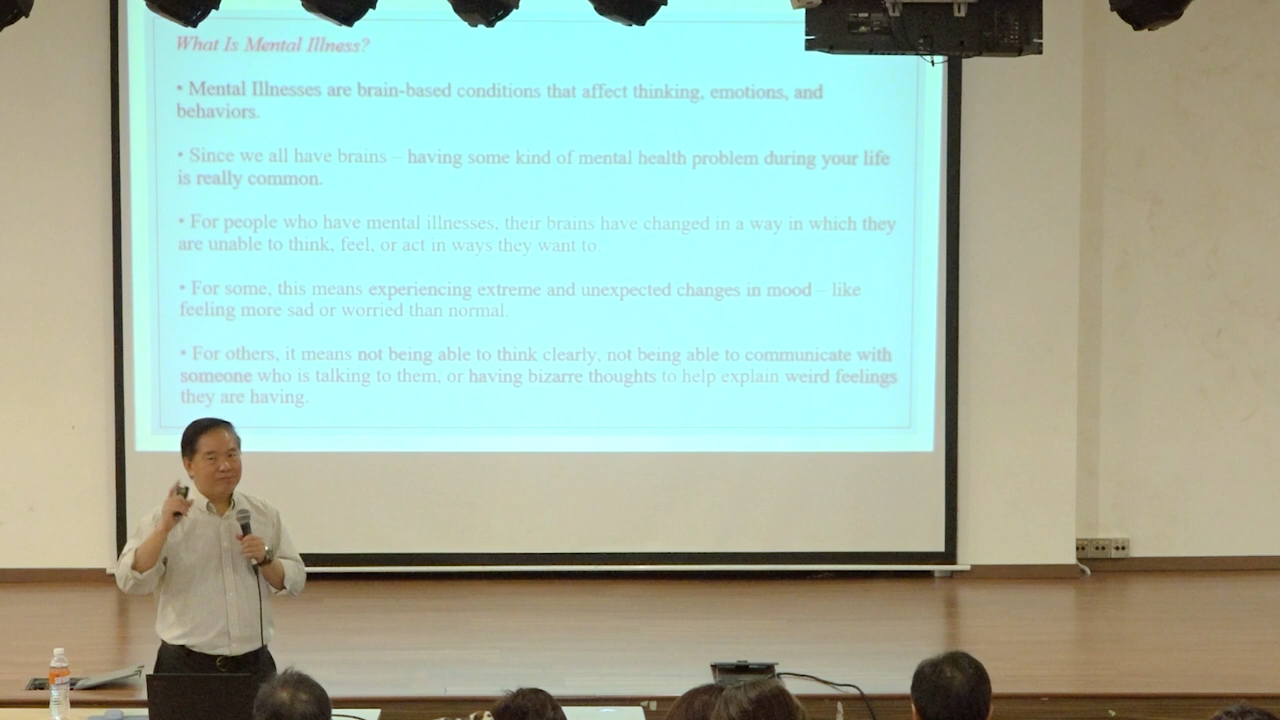 What Is Mental Illness?
• Mental Illnesses are brain-based conditions that affect thinking, emotions, and
behaviors.
• Since we all have brains – having some kind of mental health problem during your life
is really common.
• For people who have mental illnesses, their brains have changed in a way in which they
are unable to think, feel, or act in ways they want to.
• For some, this means experiencing extreme and unexpected changes in mood – like
feeling more sad or worried than normal.
• For others, it means not being able to think clearly, not being able to communicate with
someone who is talking to them, or having bizarre thoughts to help explain weird feelings
they are having.